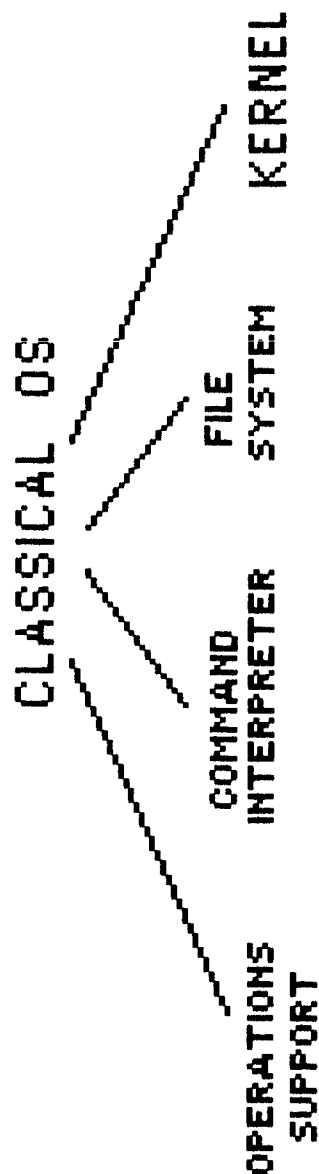 CLASSICAL OS
OPERATIONS
SUPPORT
COMMAND
INTERPRETER
FILE
SYSTEM
KERNEL